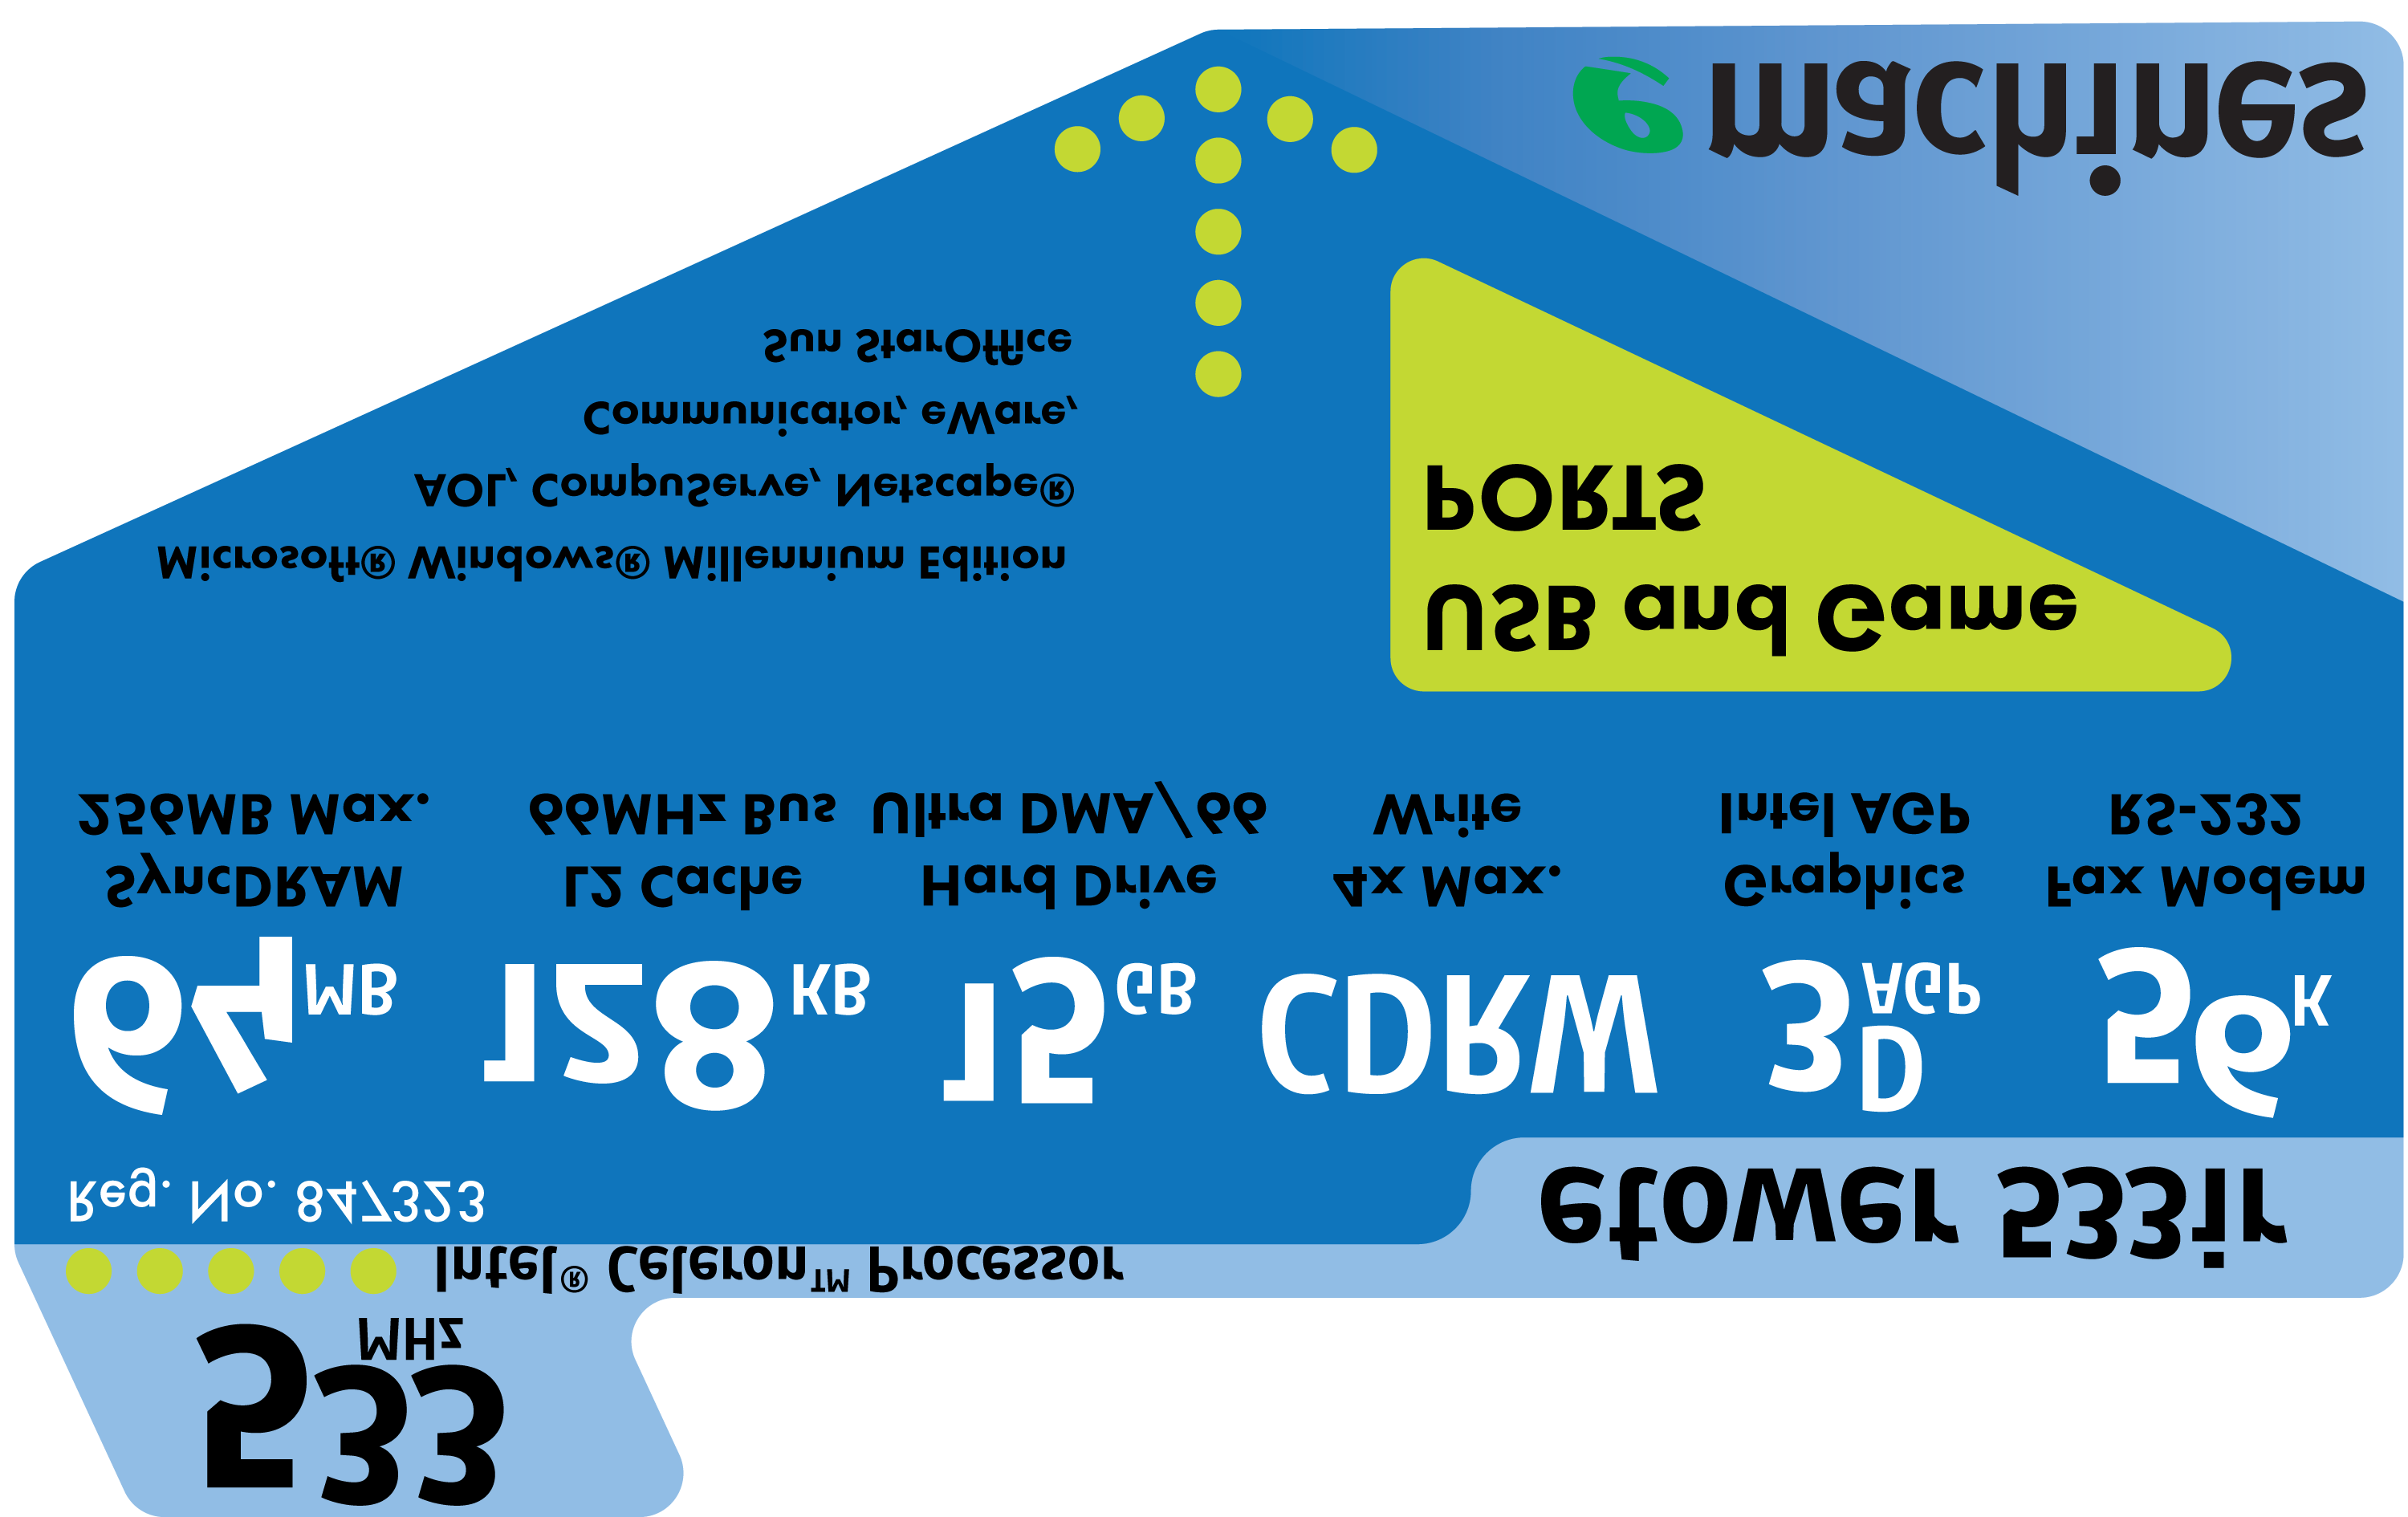 533 MHz
Intel® Celeron™ Processor
Reg. No. 847323
etower 533ir
64MB 128KB 15GB CDRW 3D AGP 56K
SyncDRAM L2 Cache Hard Drive 4x Max. Graphics Fax Modem
256MB Max. 66MHz Bus Ultra DMA/66 Write Intel AGP RS-232
Microsoft® Windows® Millennium Edition
AOL, CompuServe, Netscape®
Communicator, eWare,
Sun StarOffice
USB and Game
PORTS
e machines